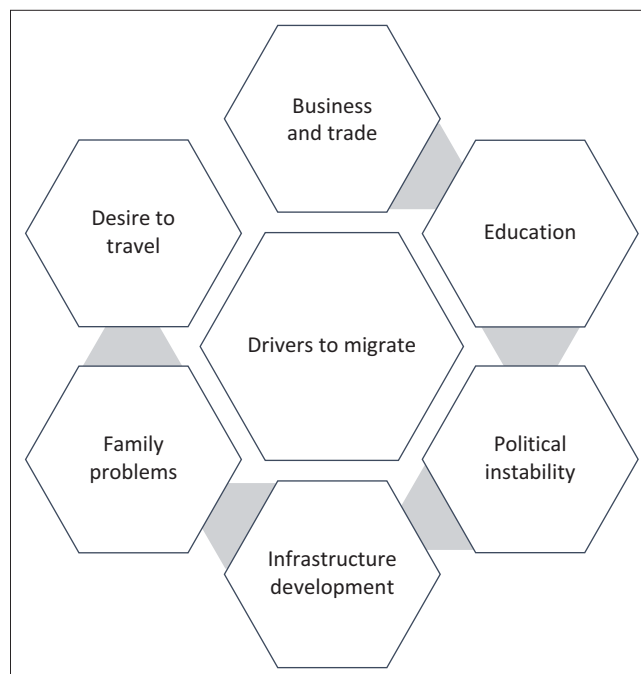 Business
and trade
Desire to
travel
Education
Drivers to migrate
Family
problems
Political
instability
Infrastructure
development